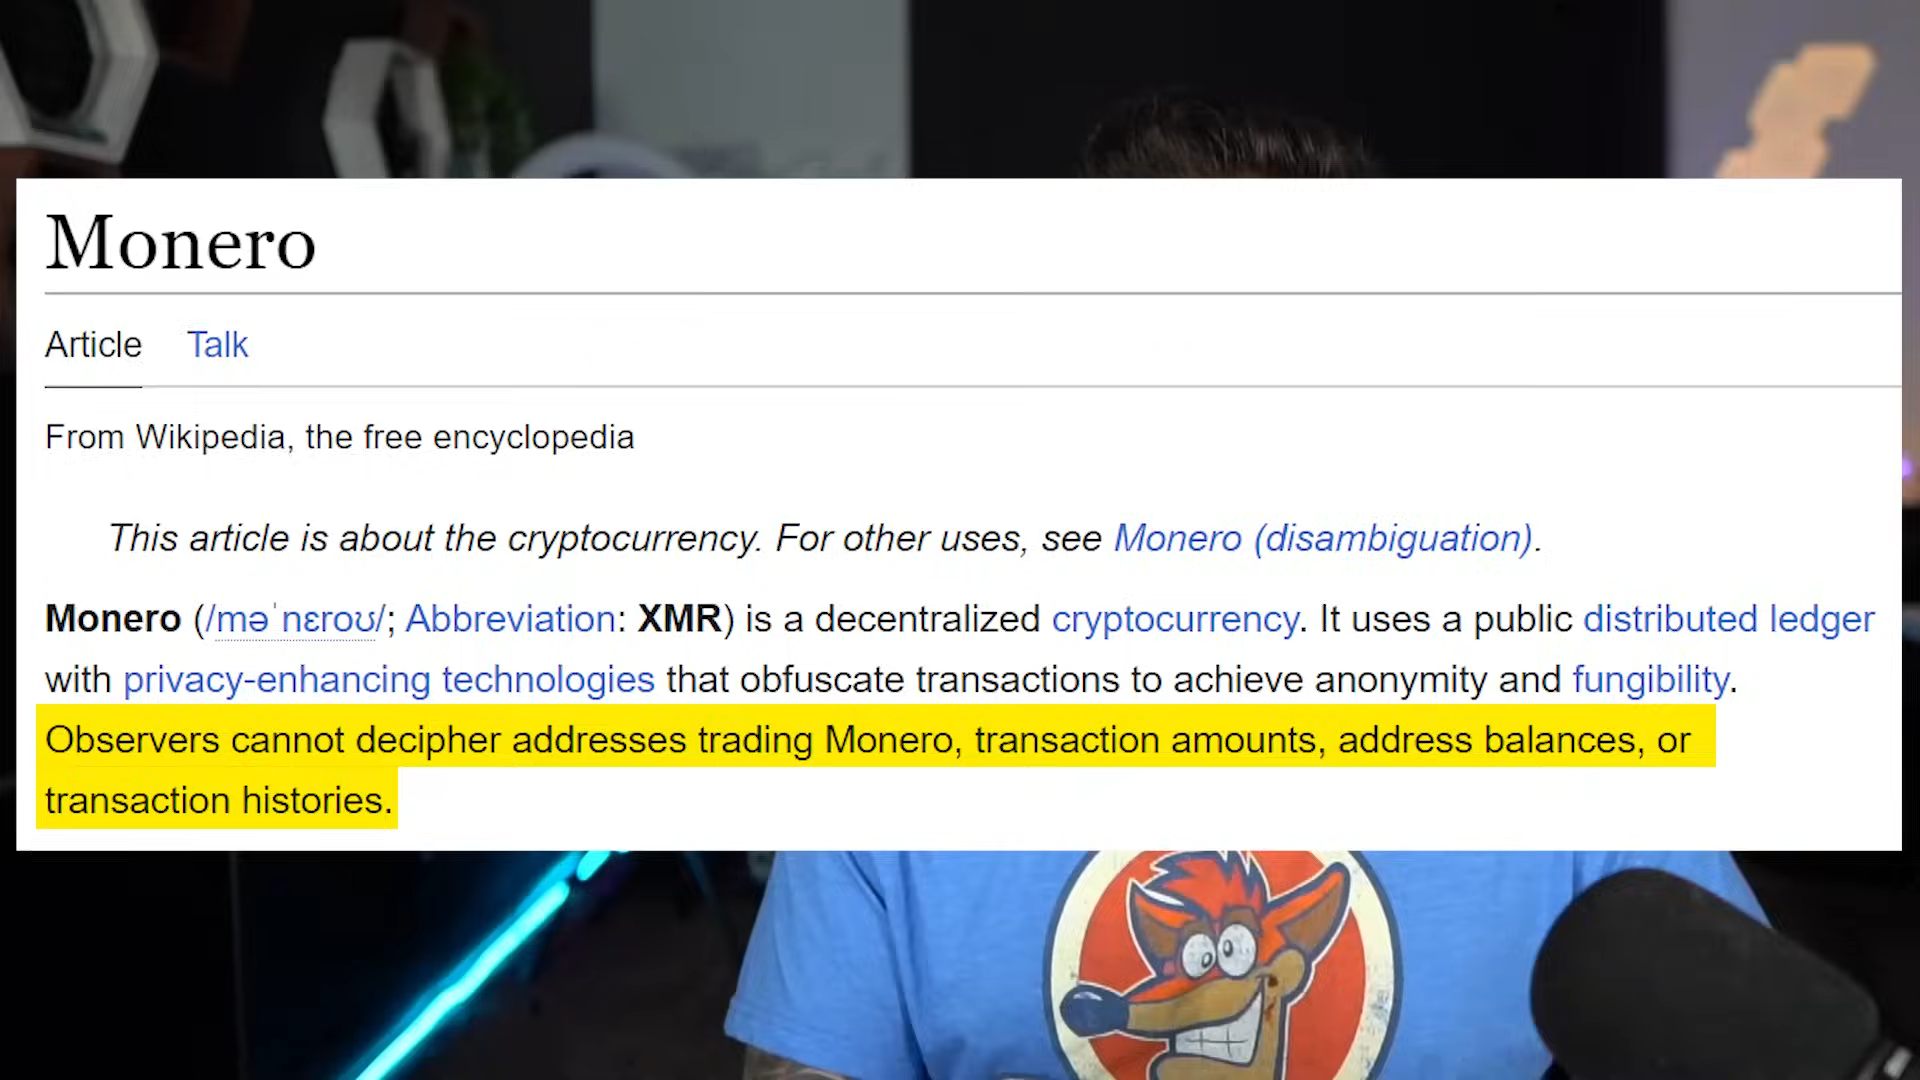 Monero
Article Talk
From Wikipedia, the free encyclopedia
This article is about the cryptocurrency. For other uses, see Monero (disambiguation).
Monero (/məˈnɛroʊ/; Abbreviation: XMR) is a decentralized cryptocurrency. It uses a public distributed ledger
with privacy-enhancing technologies that obfuscate transactions to achieve anonymity and fungibility.
Observers cannot decipher addresses trading Monero, transaction amounts, address balances, or
transaction histories.